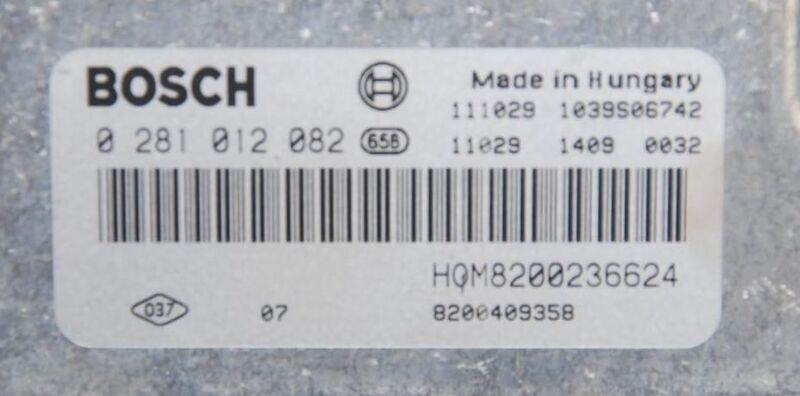 BOSCH
Made in Hungary
111029 1039S06742
0 281 012 082 656
11029 1409 0032
HOM8200236624
037 07 8200409358